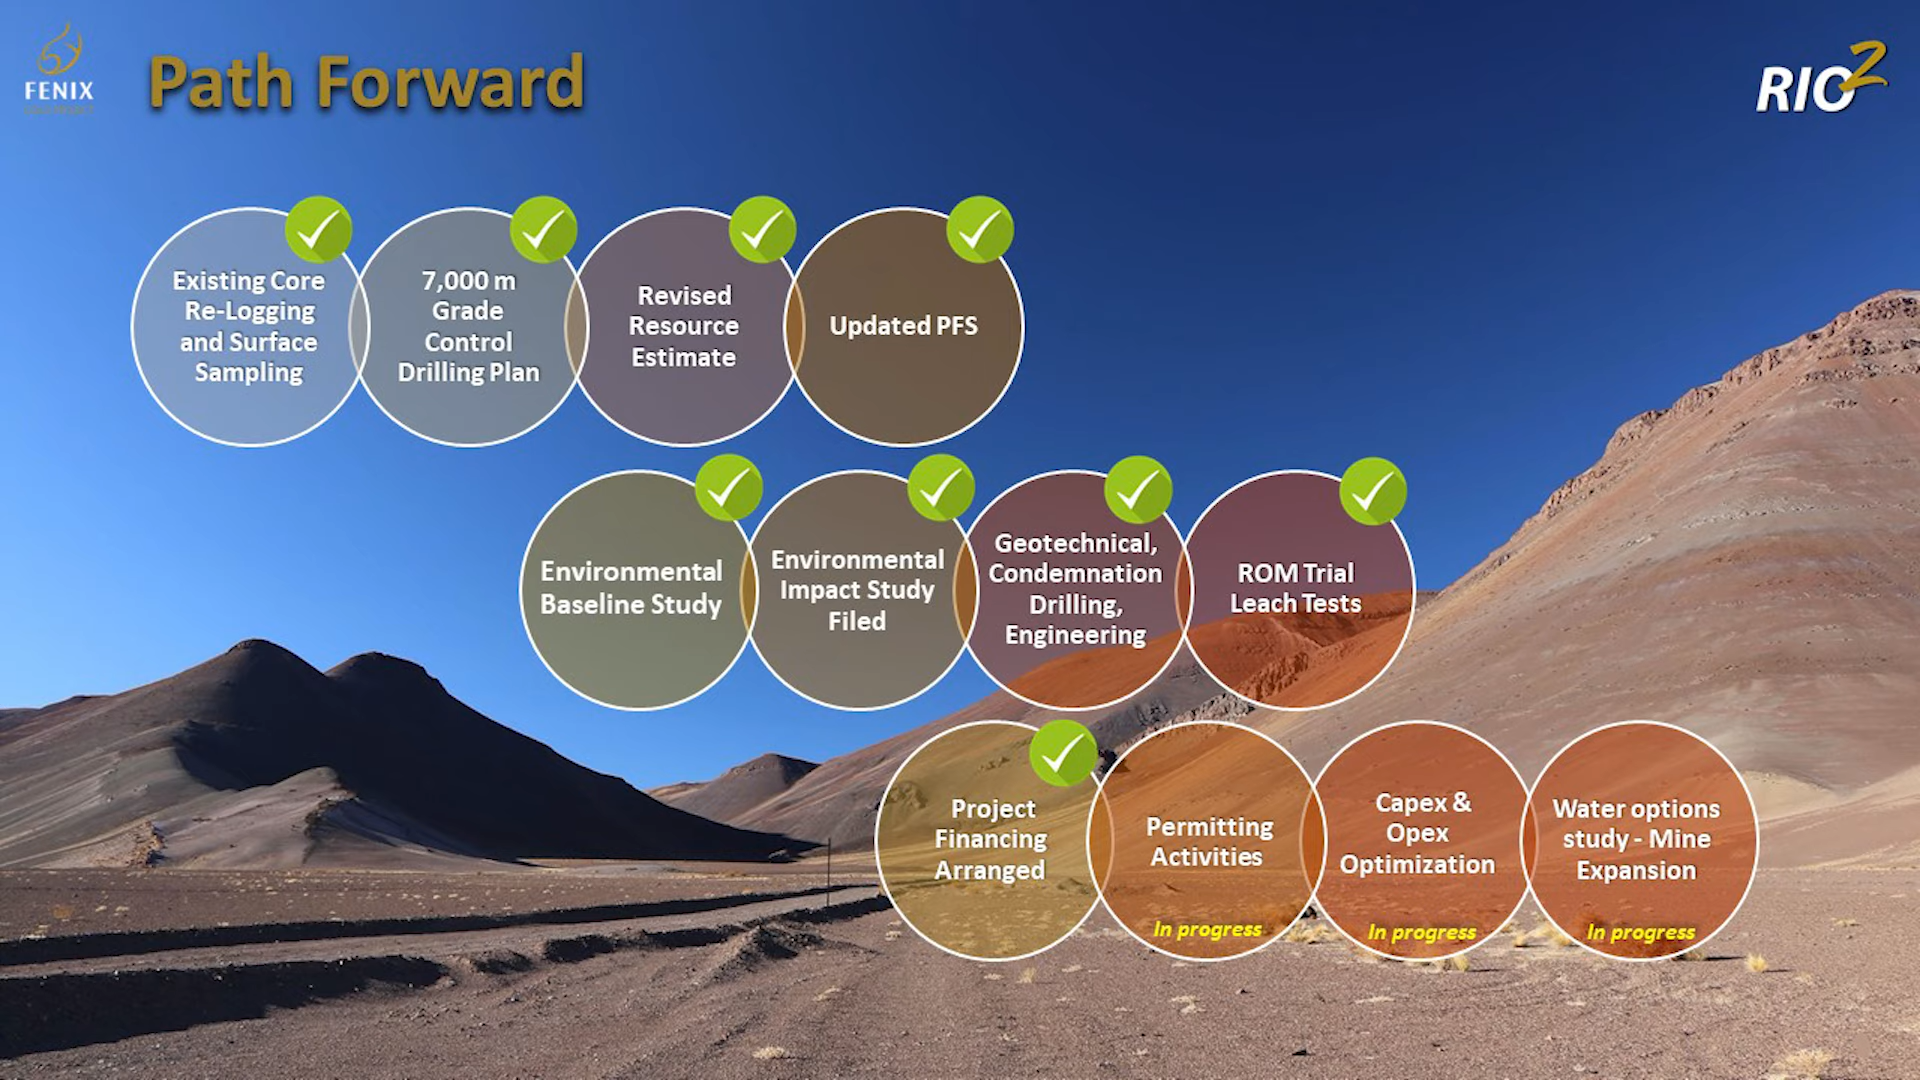 FENIX
Path Forward
RIO2
Existing Core
Re-Logging
and Surface
Sampling
7,000 m
Grade
Control
Drilling Plan
Revised
Resource
Estimate
Updated PFS
Environmental
Baseline Study
Environmental
Impact Study
Filed
Geotechnical,
Condemnation
Drilling,
Engineering
ROM Trial
Leach Tests
Project
Financing
Arranged
Permitting
Activities
In progress
Capex &
Opex
Optimization
In progress
Water options
study - Mine
Expansion
In progress